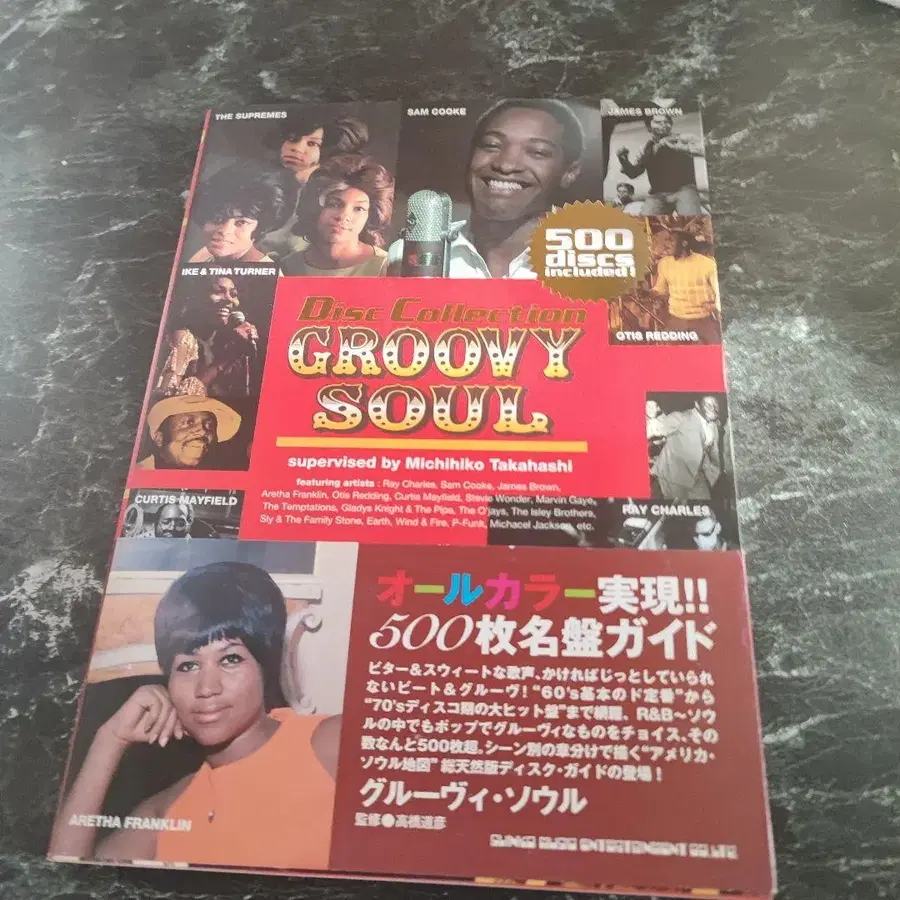 THE SUPREMES
SAM COOKE
JAMES BROWN
IKE & TINA TURNER
500
discs
included!
OTIS REDDING
Disc Collection
GROOVY
SOUL
supervised by Michihiko Takahashi
featuring artists : Ray Charles, Sam Cooke, James Brown,
Aretha Franklin, Otis Redding, Curtis Mayfield, Stevie Wonder, Marvin Gaye,
The Temptations, Gladys Knight & The Pips, The O'jays, The Isley Brothers,
Sly & The Family Stone, Earth, Wind & Fire, P-Funk, Michacel Jackson, etc.
CURTIS MAYFIELD
RAY CHARLES
オールカラー実現!!
500枚名盤ガイド
ビター&スウィートな歌声、かければじっとしていられ
ないビート&グルーヴ!“60's基本のド定番”から
“70'sディスコ期の大ヒット盤”まで網羅。R&B〜ソウ
ルの中でもポップでグルーヴィなものをチョイス、その
数なんと500枚超。シーン別の章分けで描く“アメリカ・
ソウル地図”総天然版ディスク・ガイドの登場!
グルーヴィ・ソウル
監修●高橋道彦
ARETHA FRANKLIN
SHINKO MUSIC ENTERTAINMENT CO.,LTD